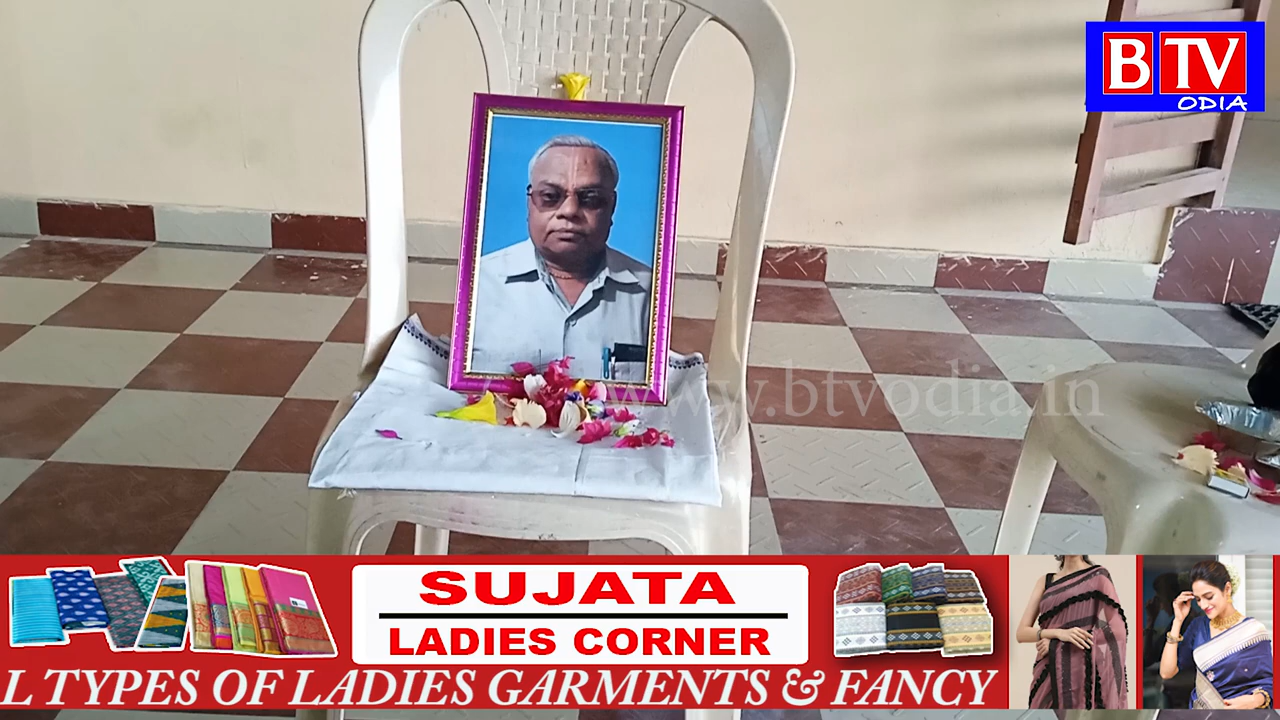 BTV
ODIA
www.btvodia.in
SUJATA
LADIES CORNER
L TYPES OF LADIES GARMENTS & FANCY